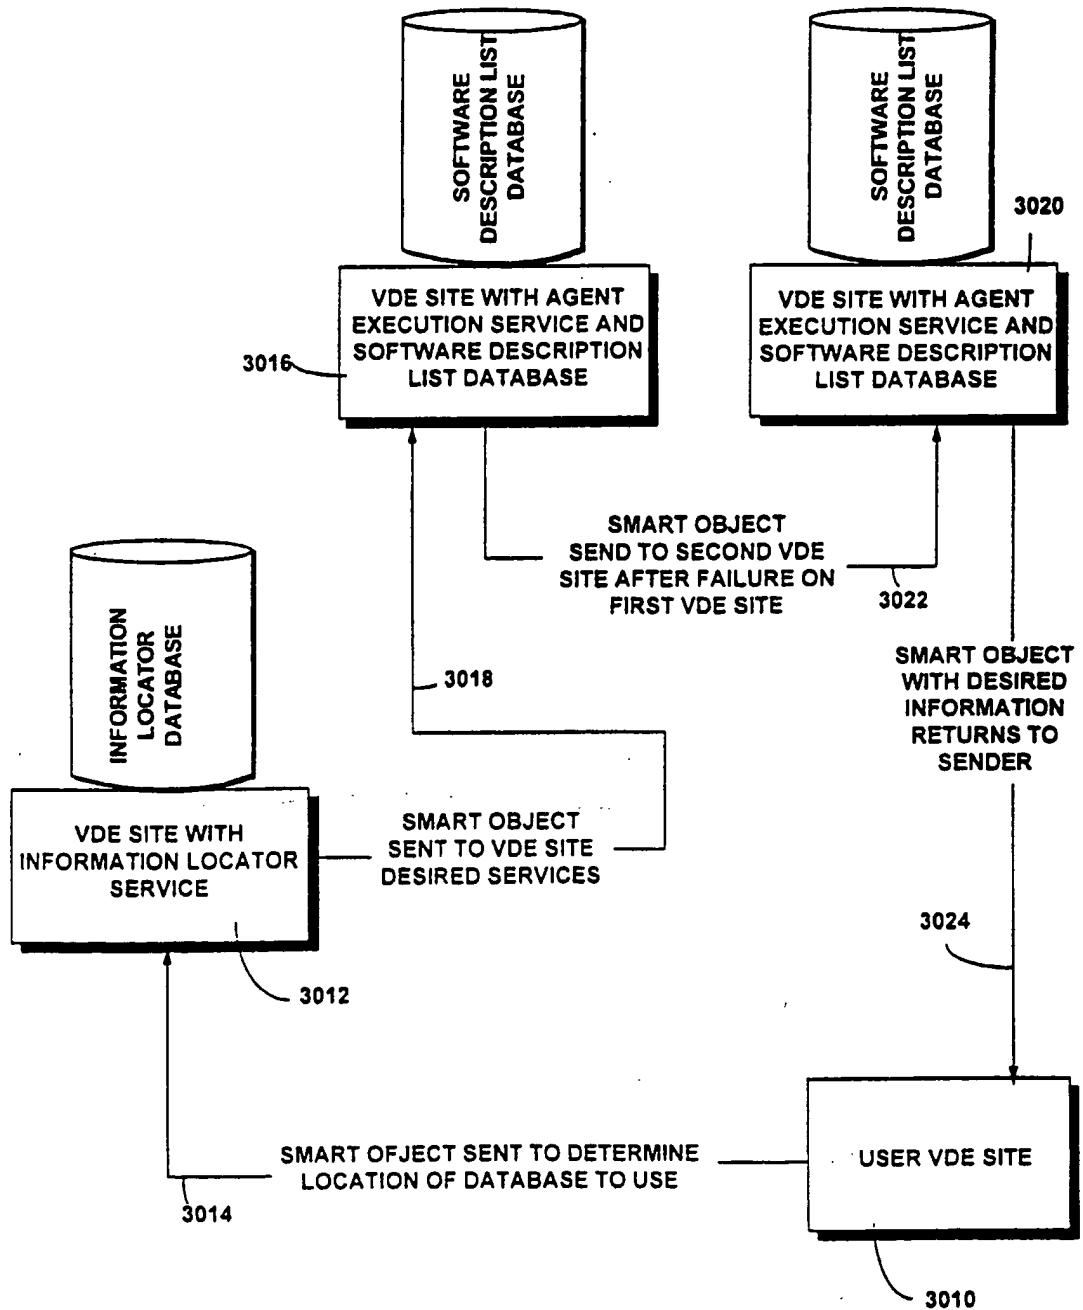 SOFTWARE
DESCRIPTION LIST
DATABASE
SOFTWARE
DESCRIPTION LIST
DATABASE
3020
VDE SITE WITH AGENT
EXECUTION SERVICE AND
SOFTWARE DESCRIPTION
LIST DATABASE
3016
VDE SITE WITH AGENT
EXECUTION SERVICE AND
SOFTWARE DESCRIPTION
LIST DATABASE
SMART OBJECT
SEND TO SECOND VDE
SITE AFTER FAILURE ON
FIRST VDE SITE
3022
INFORMATION
LOCATOR
DATABASE
3018
SMART OBJECT
WITH DESIRED
INFORMATION
RETURNS TO
SENDER
VDE SITE WITH
INFORMATION LOCATOR
SERVICE
SMART OBJECT
SENT TO VDE SITE
DESIRED SERVICES
3012
3024
SMART OFJECT SENT TO DETERMINE
LOCATION OF DATABASE TO USE
3014
USER VDE SITE
3010